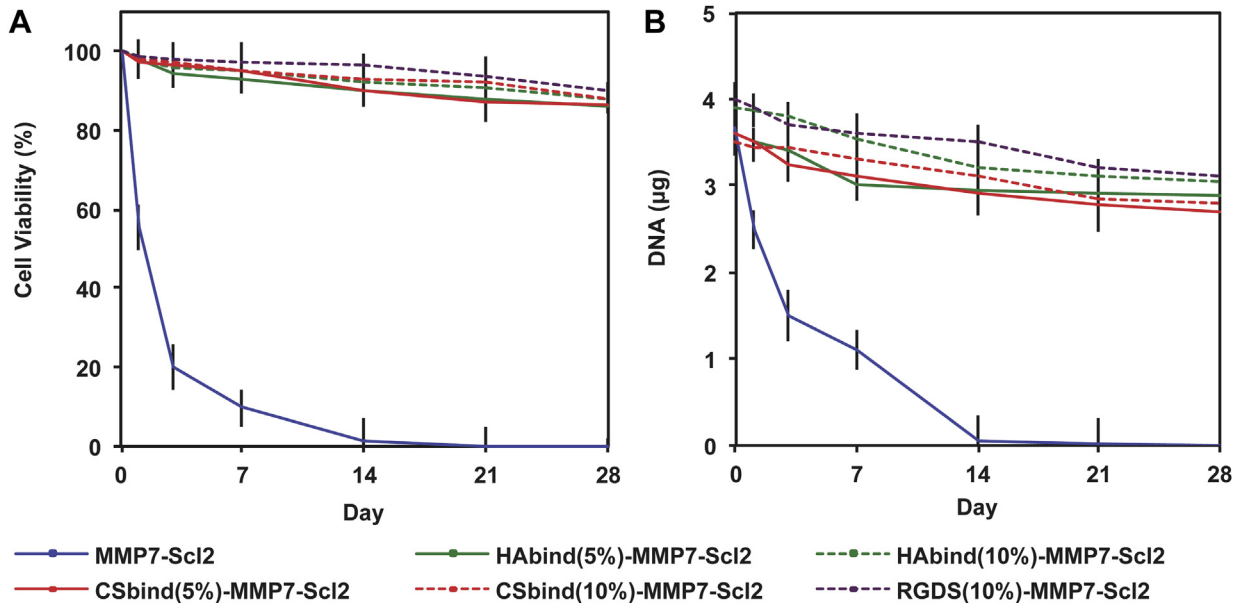 A
Cell Viability (%)
100
80
60
40
20
0
0 7 14 21 28
Day
B
DNA (µg)
5
4
3
2
1
0
0 7 14 21 28
Day
MMP7-Scl2 HAbind(5%)-MMP7-Scl2 HAbind(10%)-MMP7-Scl2
CSbind(5%)-MMP7-Scl2 CSbind(10%)-MMP7-Scl2 RGDS(10%)-MMP7-Scl2